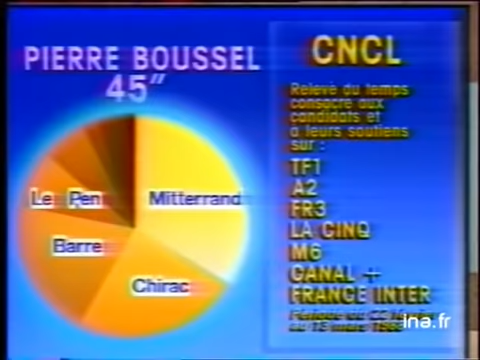 PIERRE BOUSSEL
45"
CNCL
Relevé du temps
consacré aux
candidats et
a leurs soutiens
sur :
TF1
A2
FR3
LA CINQ
M6
CANAL +
FRANCE INTER
Le Pen
Mitterrand
Barre
Chirac
ina.fr